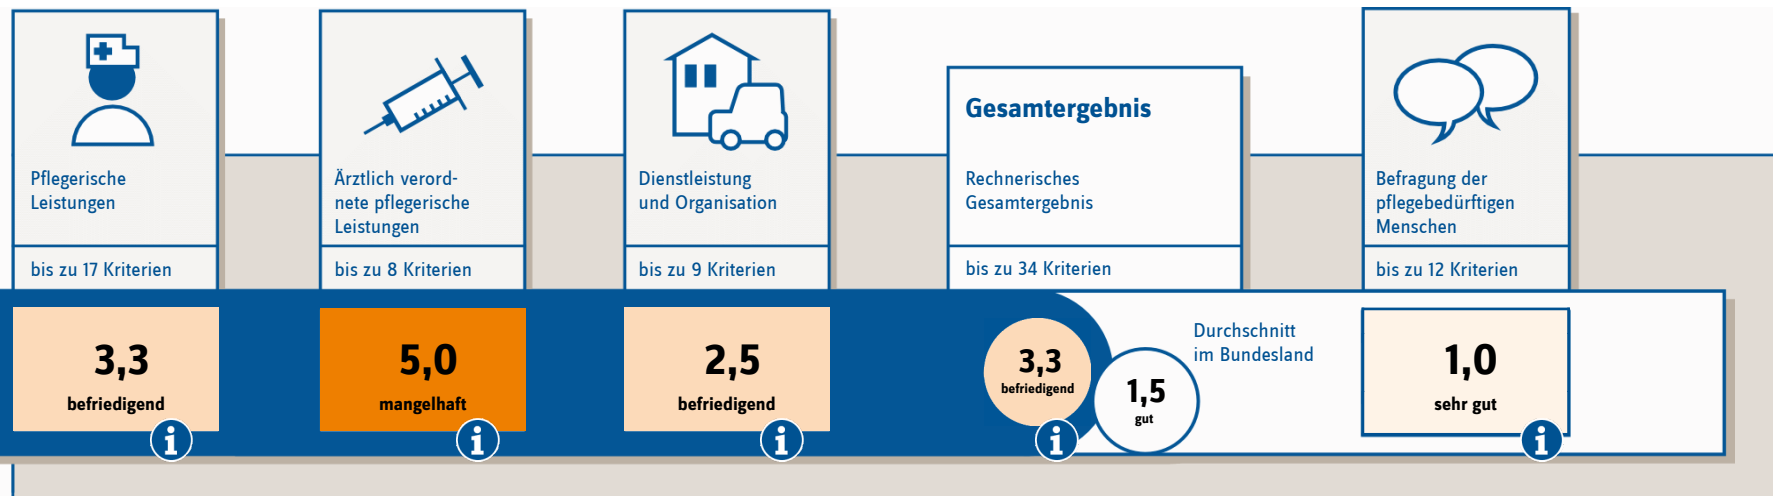 Pflegerische
Leistungen
bis zu 17 Kriterien
3,3
befriedigend
i
Ärztlich verord-
nete pflegerische
Leistungen
bis zu 8 Kriterien
5,0
mangelhaft
i
Dienstleistung
und Organisation
bis zu 9 Kriterien
2,5
befriedigend
i
Gesamtergebnis
Rechnerisches
Gesamtergebnis
bis zu 34 Kriterien
3,3
befriedigend
i
Durchschnitt
im Bundesland
1,5
gut
Befragung der
pflegebedürftigen
Menschen
bis zu 12 Kriterien
1,0
sehr gut
i